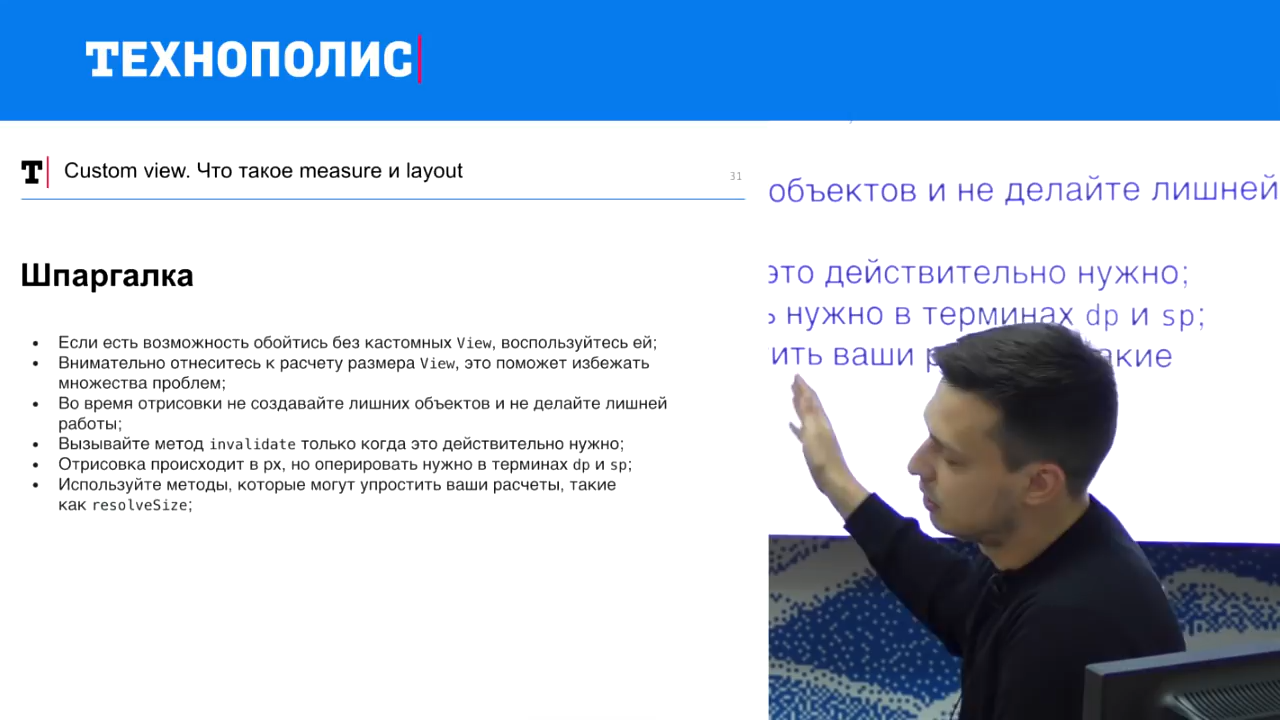 ТЕХНОПОЛИС
Т Custom view. Что такое measure и layout
31
Шпаргалка
• Если есть возможность обойтись без кастомных View, воспользуйтесь ей;
• Внимательно отнеситесь к расчету размера View, это поможет избежать
множества проблем;
• Во время отрисовки не создавайте лишних объектов и не делайте лишней
работы;
• Вызывайте метод invalidate только когда это действительно нужно;
• Отрисовка происходит в px, но оперировать нужно в терминах dp и sp;
• Используйте методы, которые могут упростить ваши расчеты, такие
как resolveSize;
объектов и не делайте лишней
это действительно нужно;
ь нужно в терминах dp и sp;
ить ваши р акие